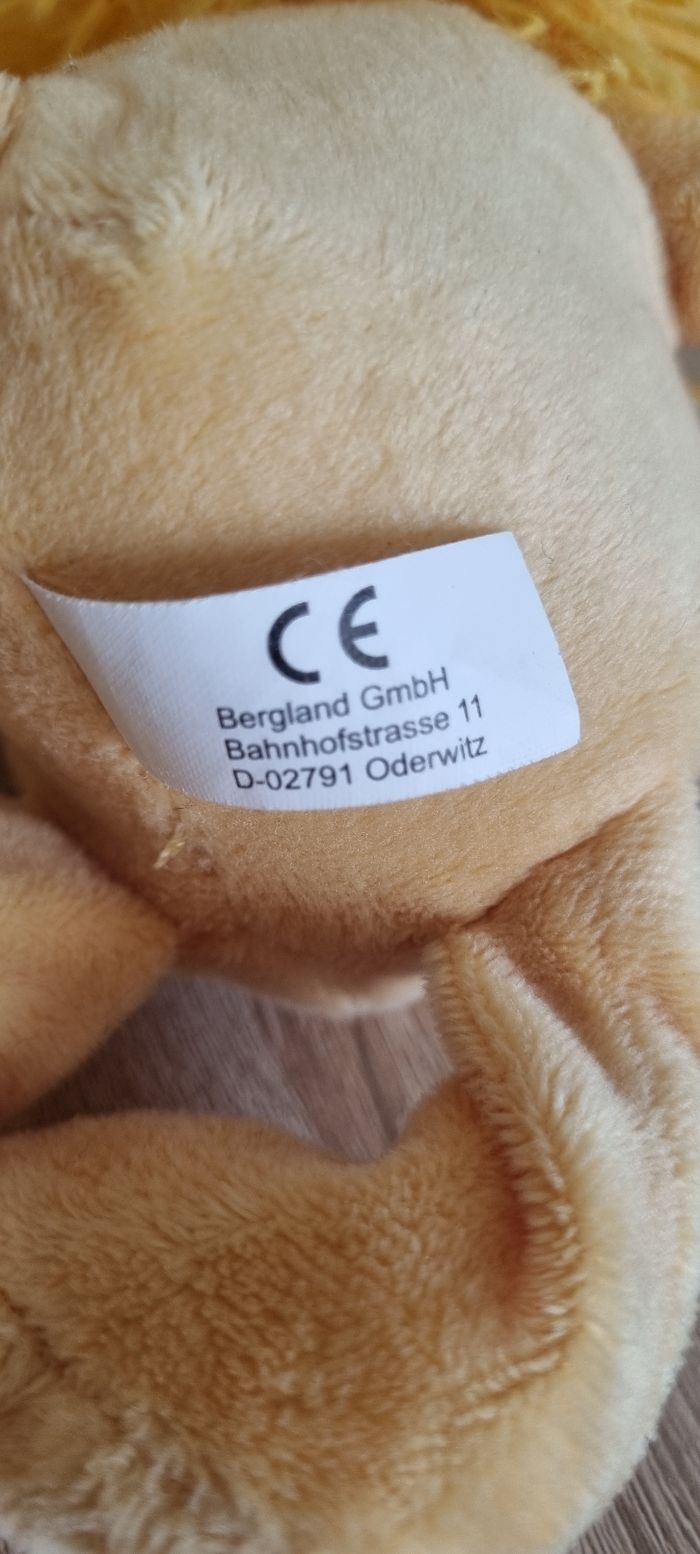 CE
Bergland GmbH
Bahnhofstrasse 11
D-02791 Oderwitz